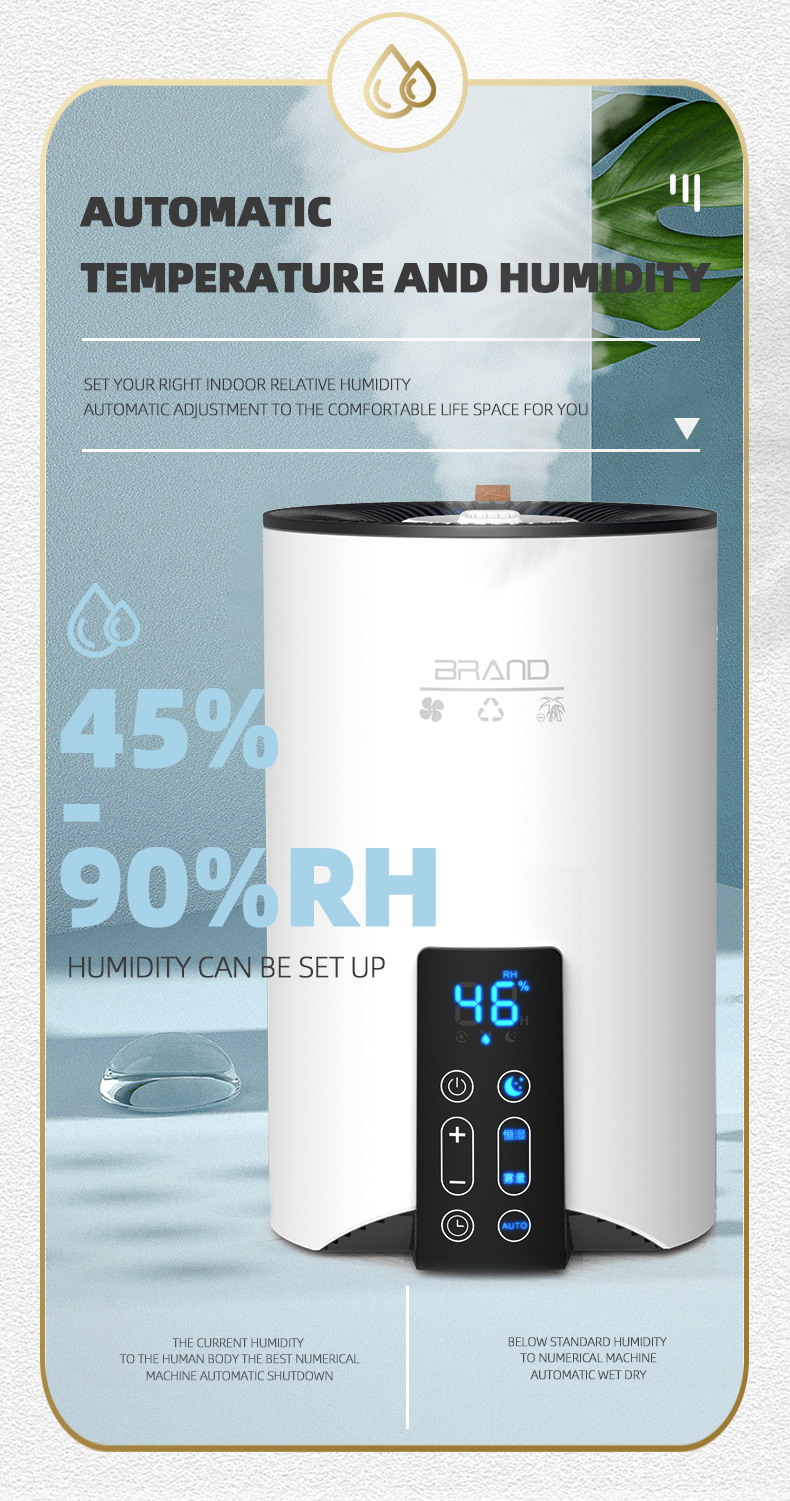 AUTOMATIC
TEMPERATURE AND HUMIDITY
SET YOUR RIGHT INDOOR RELATIVE HUMIDITY
AUTOMATIC ADJUSTMENT TO THE COMFORTABLE LIFE SPACE FOR YOU
BRAND
45%
-
90%RH
HUMIDITY CAN BE SET UP
RH
46%
H
恒湿
雾量
AUTO
THE CURRENT HUMIDITY
TO THE HUMAN BODY THE BEST NUMERICAL
MACHINE AUTOMATIC SHUTDOWN
BELOW STANDARD HUMIDITY
TO NUMERICAL MACHINE
AUTOMATIC WET DRY